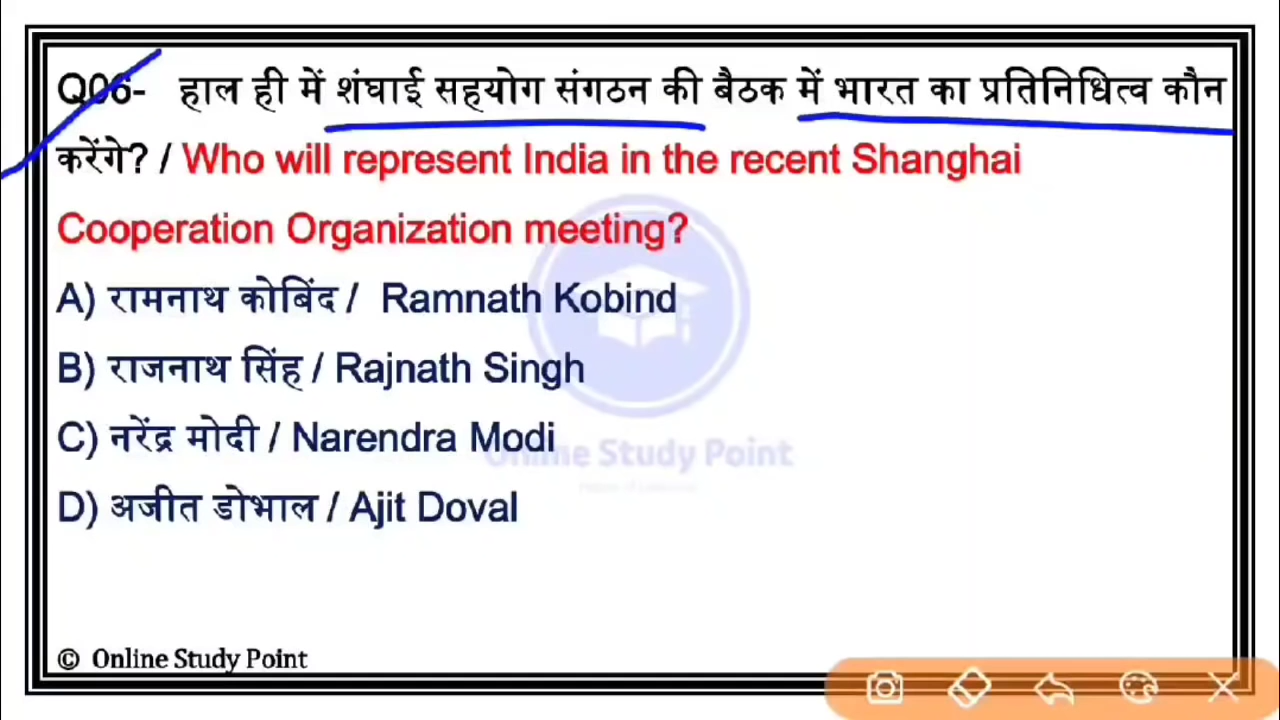 Q06- हाल ही में शंघाई सहयोग संगठन की बैठक में भारत का प्रतिनिधित्व कौन
करेंगे? / Who will represent India in the recent Shanghai
Cooperation Organization meeting?
A) रामनाथ कोबिंद / Ramnath Kobind
B) राजनाथ सिंह / Rajnath Singh
C) नरेंद्र मोदी / Narendra Modi
Online Study Point
D) अजीत डोभाल / Ajit Doval
© Online Study Point